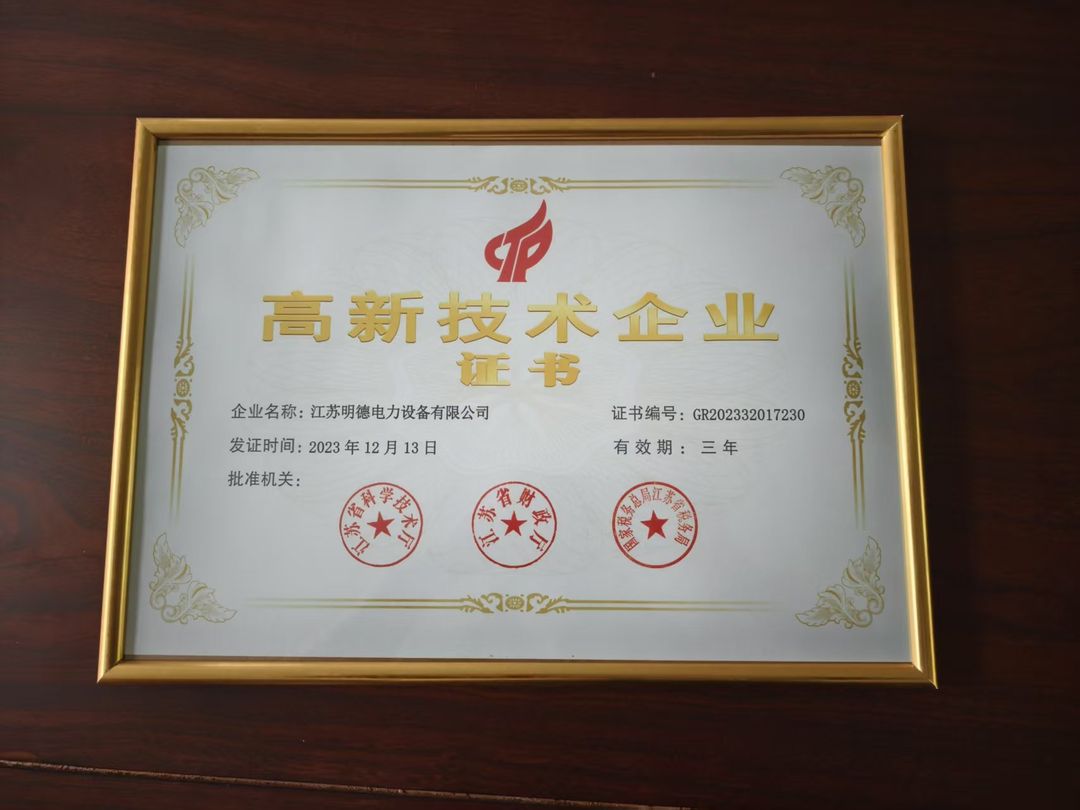 CTP
高新技术企业
证书
企业名称：江苏明德电力设备有限公司
证书编号：GR202332017230
发证时间：2023 年 12 月 13 日
有效期：三年
批准机关：
江苏省科学技术厅
江苏省财政厅
国家税务总局江苏省税务局